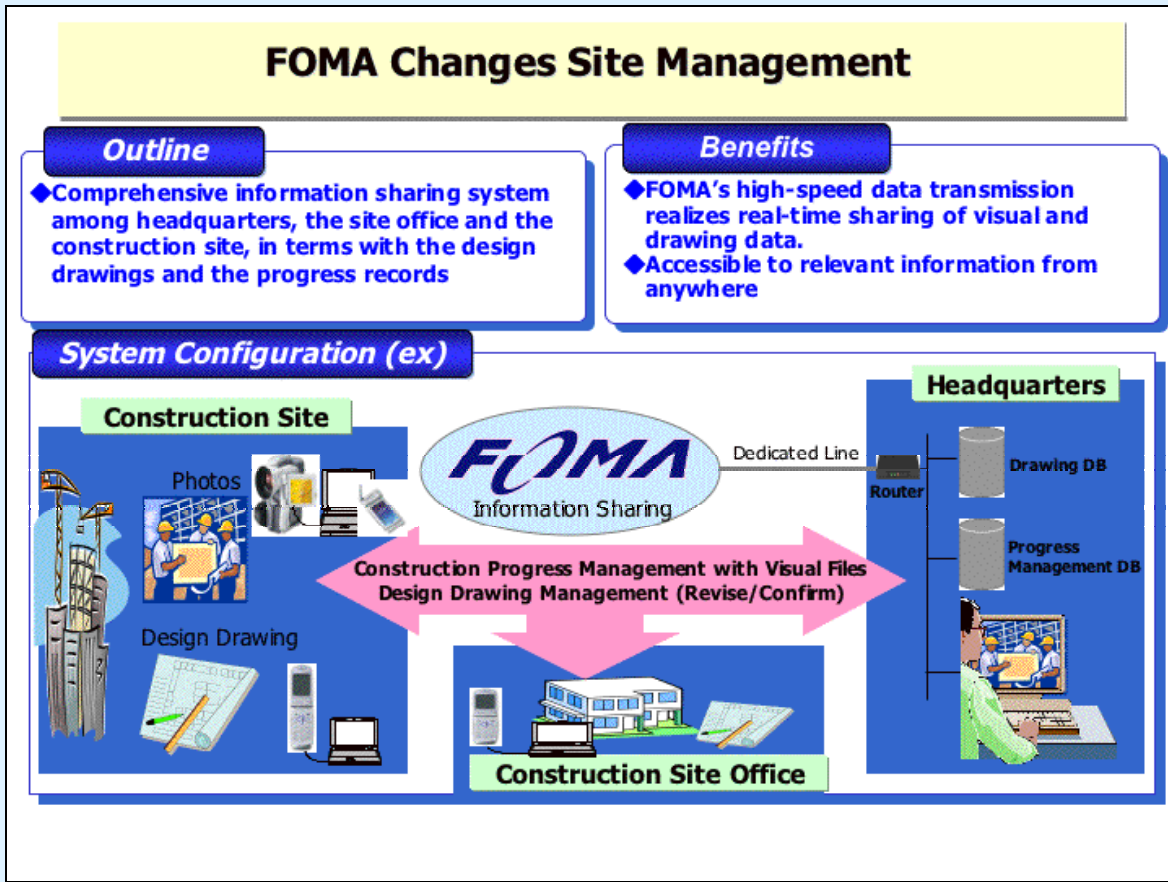 FOMA Changes Site Management
Outline
◆Comprehensive information sharing system
among headquarters, the site office and the
construction site, in terms with the design
drawings and the progress records
Benefits
◆FOMA's high-speed data transmission
realizes real-time sharing of visual and
drawing data.
◆Accessible to relevant information from
anywhere
System Configuration (ex)
Construction Site
Photos
Design Drawing
FOMA
Information Sharing
Dedicated Line
Router
Headquarters
Drawing DB
Progress
Management DB
Construction Progress Management with Visual Files
Design Drawing Management (Revise/Confirm)
Construction Site Office